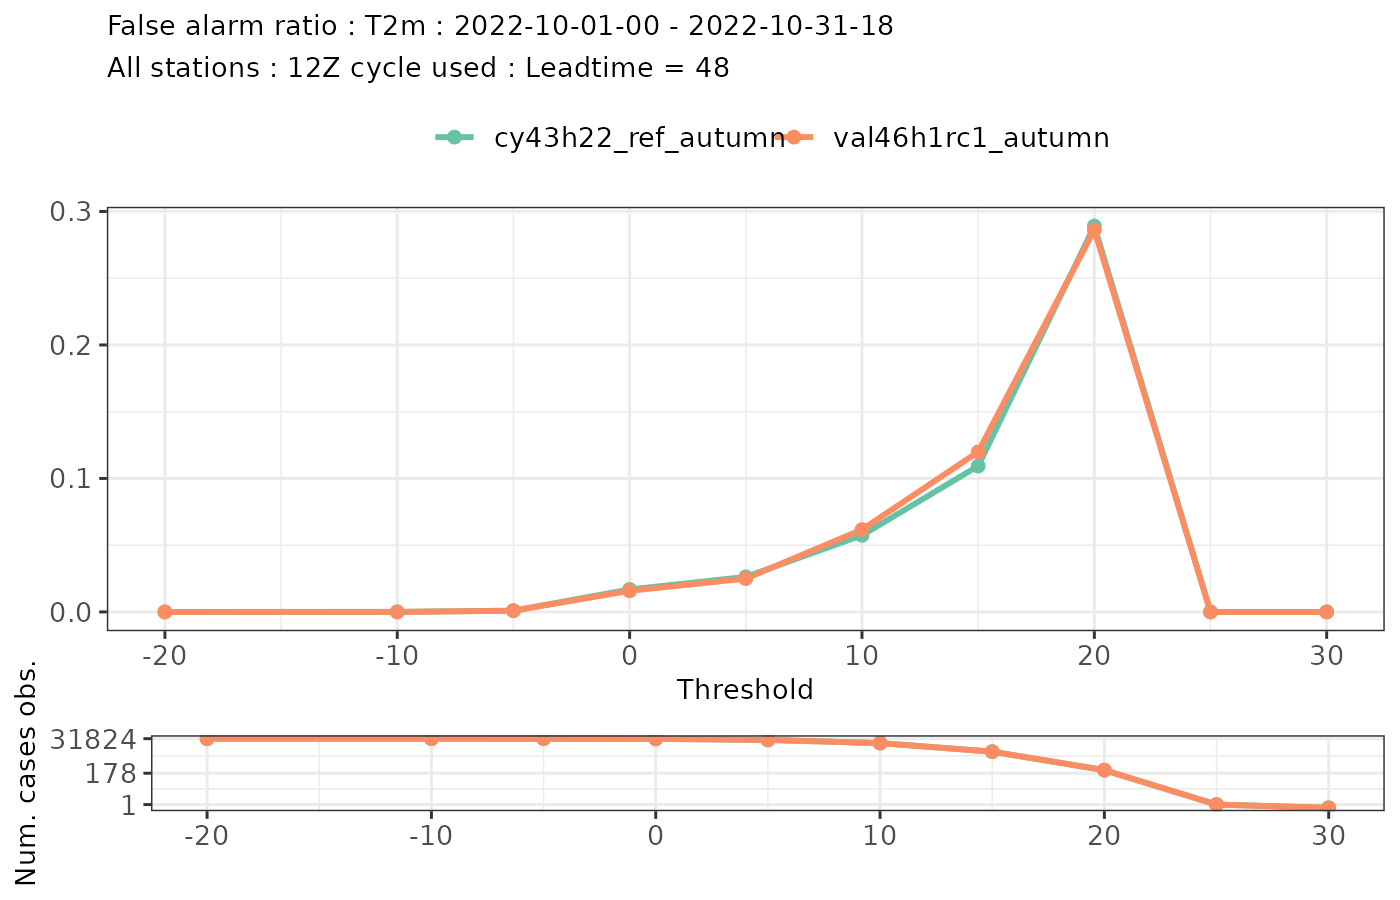 False alarm ratio : T2m : 2022-10-01-00 - 2022-10-31-18
All stations : 12Z cycle used : Leadtime = 48
cy43h22_ref_autumn val46h1rc1_autumn
0.3
0.2
0.1
0.0
-20 -10 0 10 20 30
Threshold
Num. cases obs.
31824
178
1
-20 -10 0 10 20 30